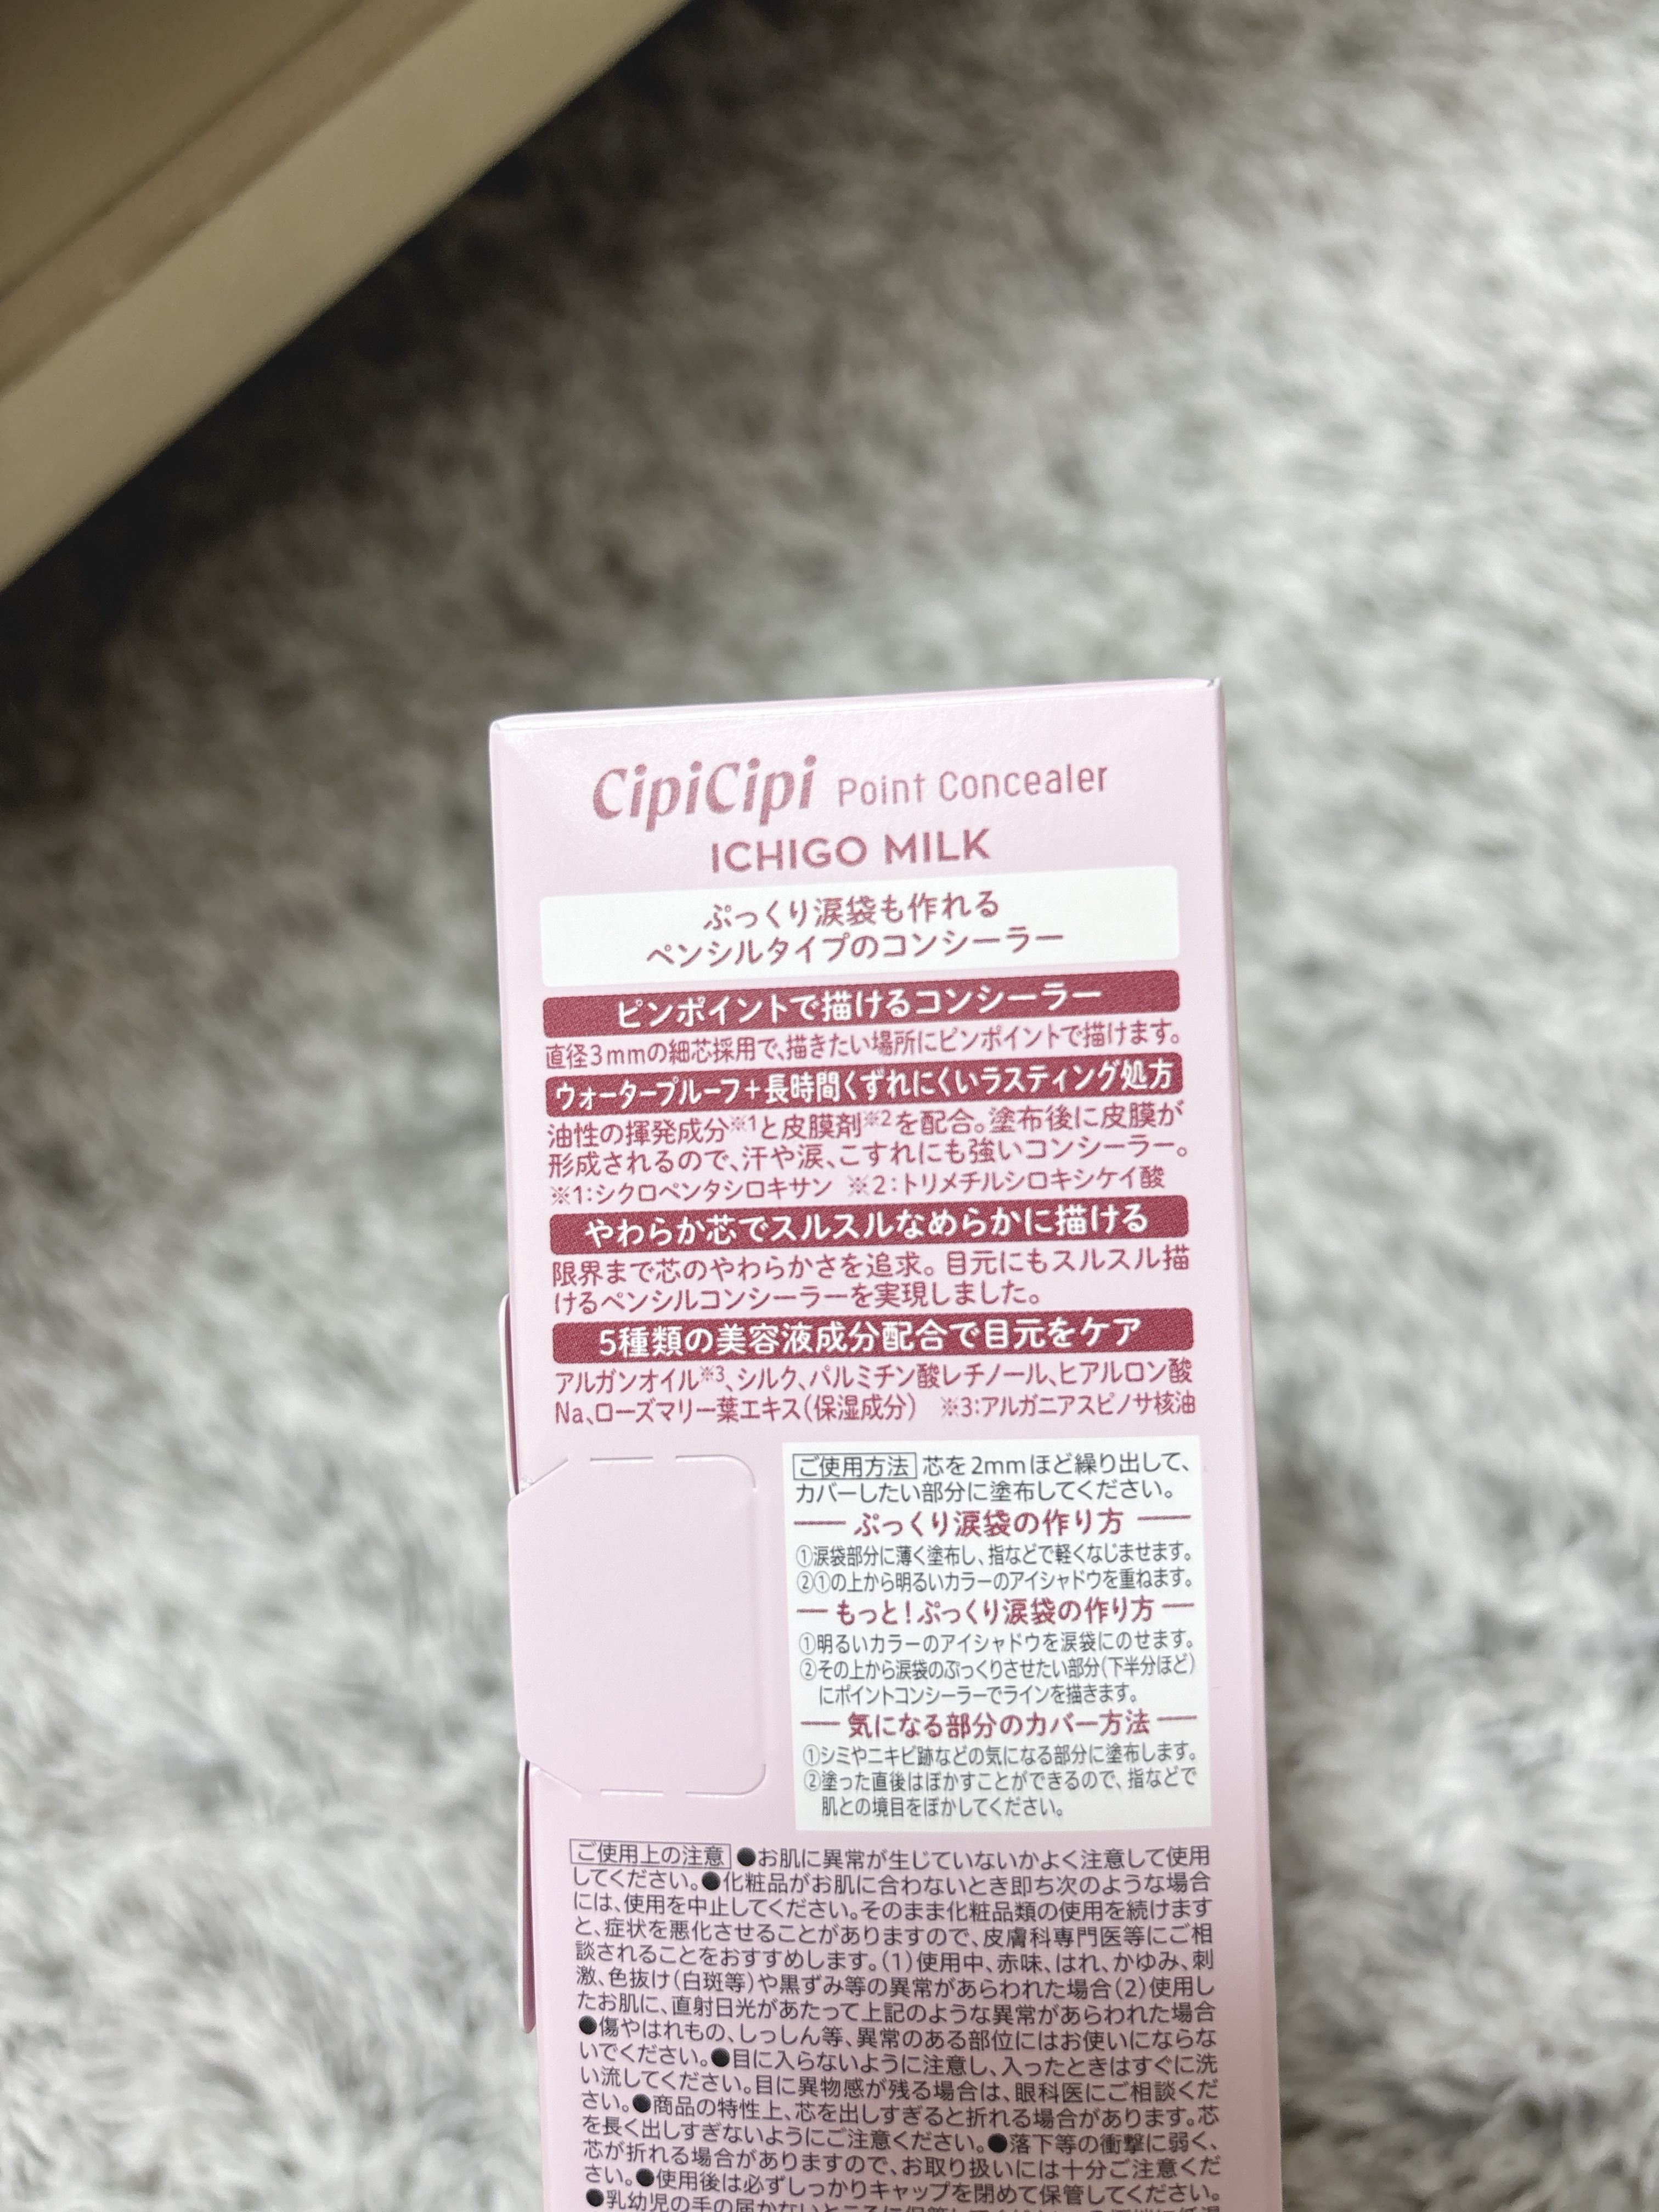 CipiCipi Point Concealer
ICHIGO MILK
ぷっくり涙袋も作れる
ペンシルタイプのコンシーラー
ピンポイントで描けるコンシーラー
直径3mmの細芯採用で、描きたい場所にピンポイントで描けます。
ウォータープルーフ+長時間くずれにくいラスティング処方
油性の揮発成分※1と皮膜剤※2を配合。塗布後に皮膜が
形成されるので、汗や涙、こすれにも強いコンシーラー。
※1:シクロペンタシロキサン ※2:トリメチルシロキシケイ酸
やわらか芯でスルスルなめらかに描ける
限界まで芯のやわらかさを追求。目元にもスルスル描
けるペンシルコンシーラーを実現しました。
5種類の美容液成分配合で目元をケア
アルガンオイル※3、シルク、パルミチン酸レチノール、ヒアルロン酸
Na、ローズマリー葉エキス(保湿成分) ※3:アルガニアスピノサ核油
ご使用方法 芯を2mmほど繰り出して、
カバーしたい部分に塗布してください。
ぷっくり涙袋の作り方
①涙袋部分に薄く塗布し、指などで軽くなじませます。
②①の上から明るいカラーのアイシャドウを重ねます。
もっと!ぷっくり涙袋の作り方
①明るいカラーのアイシャドウを涙袋にのせます。
②その上から涙袋のぷっくりさせたい部分(下半分ほど)
にポイントコンシーラーでラインを描きます。
気になる部分のカバー方法
①シミやニキビ跡などの気になる部分に塗布します。
②塗った直後はぼかすことができるので、指などで
肌との境目をぼかしてください。
ご使用上の注意 ●お肌に異常が生じていないかよく注意して使用
してください。●化粧品がお肌に合わないとき即ち次のような場合
には、使用を中止してください。そのまま化粧品類の使用を続けます
と、症状を悪化させることがありますので、皮膚科専門医等にご相
談されることをおすすめします。(1)使用中、赤味、はれ、かゆみ、刺
激、色抜け(白斑等)や黒ずみ等の異常があらわれた場合(2)使用し
たお肌に、直射日光があたって上記のような異常があらわれた場合
●傷やはれもの、しっしん等、異常のある部位にはお使いにならな
いでください。●目に入らないように注意し、入ったときはすぐに洗
い流してください。目に異物感が残る場合は、眼科医にご相談くだ
さい。●商品の特性上、芯を出しすぎると折れる場合があります。芯
を長く出しすぎないようにご注意ください。●落下等の衝撃に弱く、
芯が折れる場合がありますので、お取り扱いには十分ご注意くだ
さい。●使用後は必ずしっかりキャップを閉めて保管してください。
●乳幼児の手の届かないところに保管して